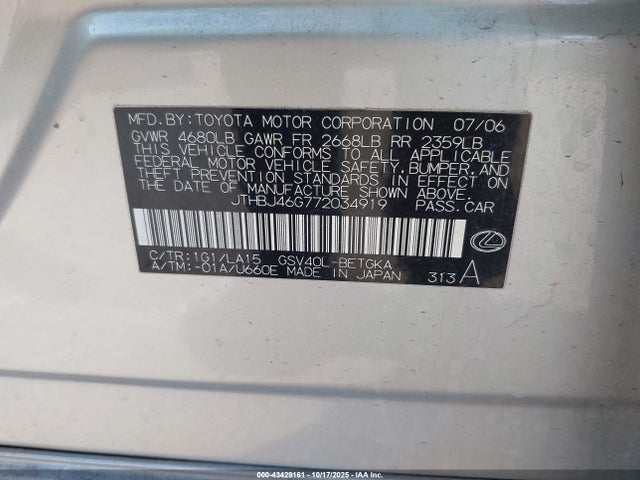 MFD.BY:TOYOTA MOTOR CORPORATION 07/06
GVWR 4680LB GAWR FR 2668LB RR 2359LB
THIS VEHICLE CONFORMS TO ALL APPLICABLE
FEDERAL MOTOR VEHICLE SAFETY,BUMPER,AND
THEFT PREVENTION STANDARDS IN EFFECT ON
THE DATE OF MANUFACTURE SHOWN ABOVE.
JTHBJ46G772034919 PASS.CAR
C/TR:1G1/LA15 GSV40L-BETGKA
A/TM:-01A/U660E MADE IN JAPAN 313 A
000-43429161 - 10/17/2025 - IAA Inc.